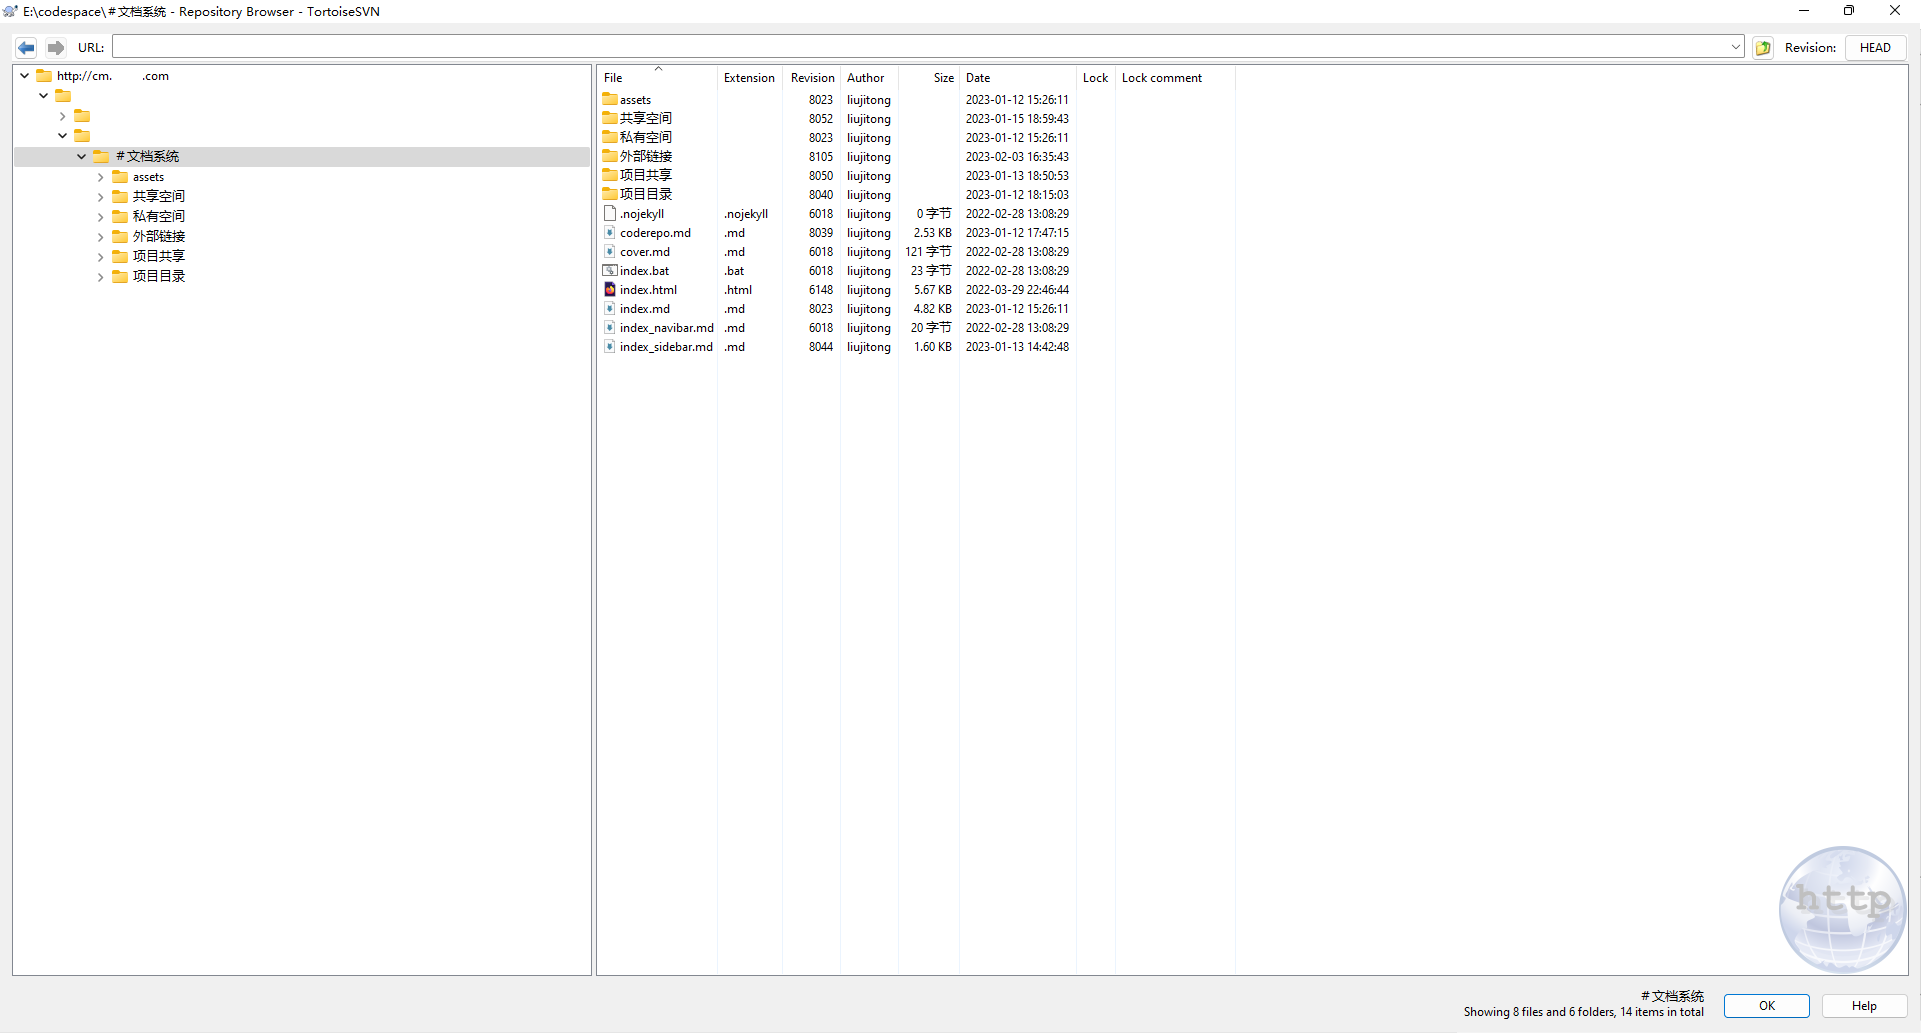 E:\codespace\#文档系统 - Repository Browser - TortoiseSVN
URL: Revision: HEAD
http://cm. .com
#文档系统
assets
共享空间
私有空间
外部链接
项目共享
项目目录
File Extension Revision Author Size Date Lock Lock comment
assets 8023 liujitong 2023-01-12 15:26:11
共享空间 8052 liujitong 2023-01-15 18:59:43
私有空间 8023 liujitong 2023-01-12 15:26:11
外部链接 8105 liujitong 2023-02-03 16:35:43
项目共享 8050 liujitong 2023-01-13 18:50:53
项目目录 8040 liujitong 2023-01-12 18:15:03
.nojekyll .nojekyll 6018 liujitong 0 字节 2022-02-28 13:08:29
coderepo.md .md 8039 liujitong 2.53 KB 2023-01-12 17:47:15
cover.md .md 6018 liujitong 121 字节 2022-02-28 13:08:29
index.bat .bat 6018 liujitong 23 字节 2022-02-28 13:08:29
index.html .html 6148 liujitong 5.67 KB 2022-03-29 22:46:44
index.md .md 8023 liujitong 4.82 KB 2023-01-12 15:26:11
index_navibar.md .md 6018 liujitong 20 字节 2022-02-28 13:08:29
index_sidebar.md .md 8044 liujitong 1.60 KB 2023-01-13 14:42:48
http
#文档系统
Showing 8 files and 6 folders, 14 items in total
OK Help